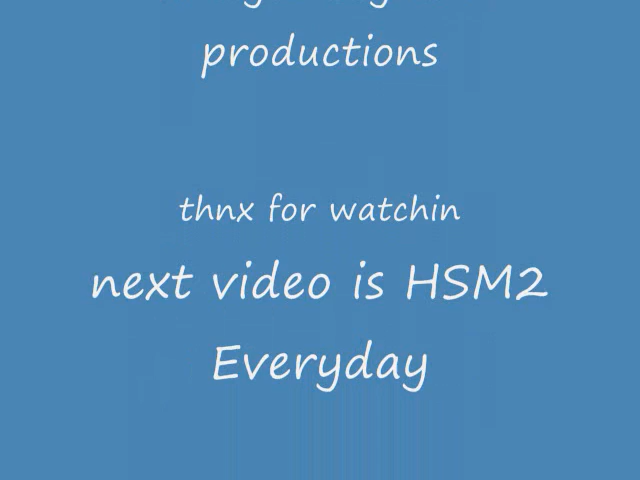 productions
thnx for watchin
next video is HSM2
Everyday